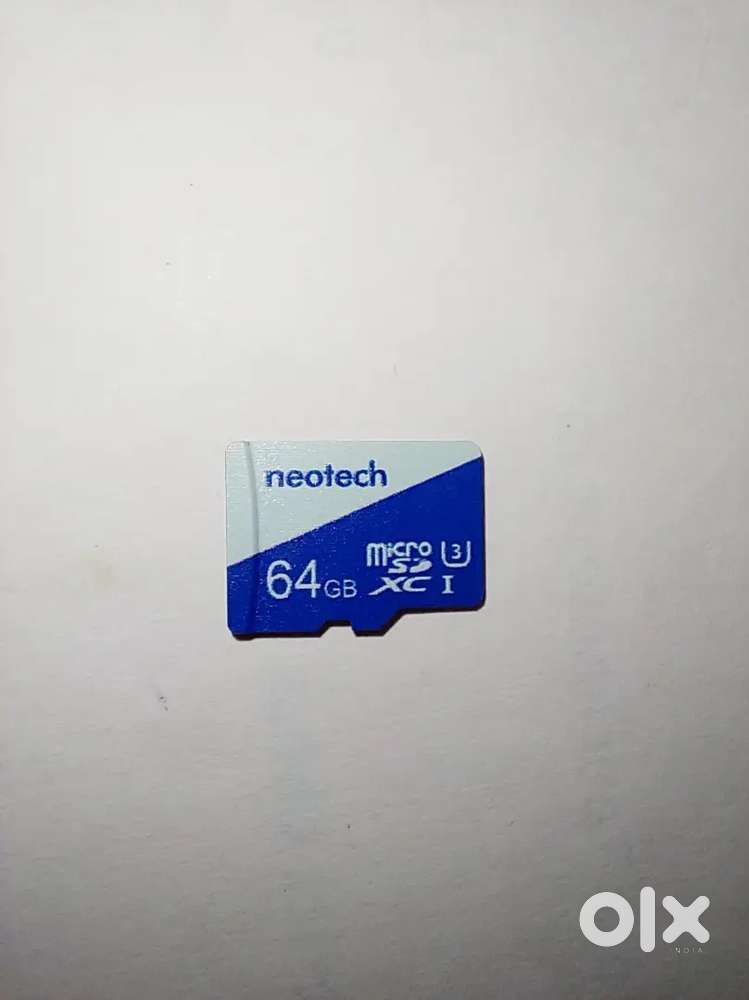 neotech
micro
SD
3
64GB
XC I
olx
INDIA